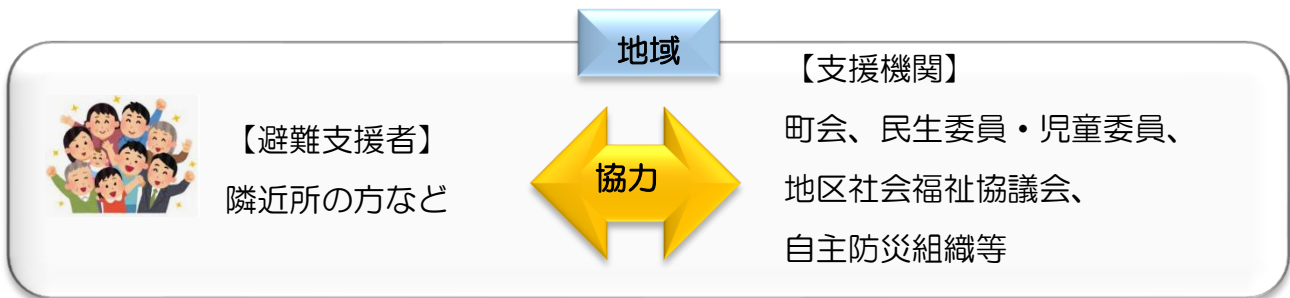 地域
【避難支援者】
隣近所の方など
協力
【支援機関】
町会、民生委員・児童委員、
地区社会福祉協議会、
自主防災組織等